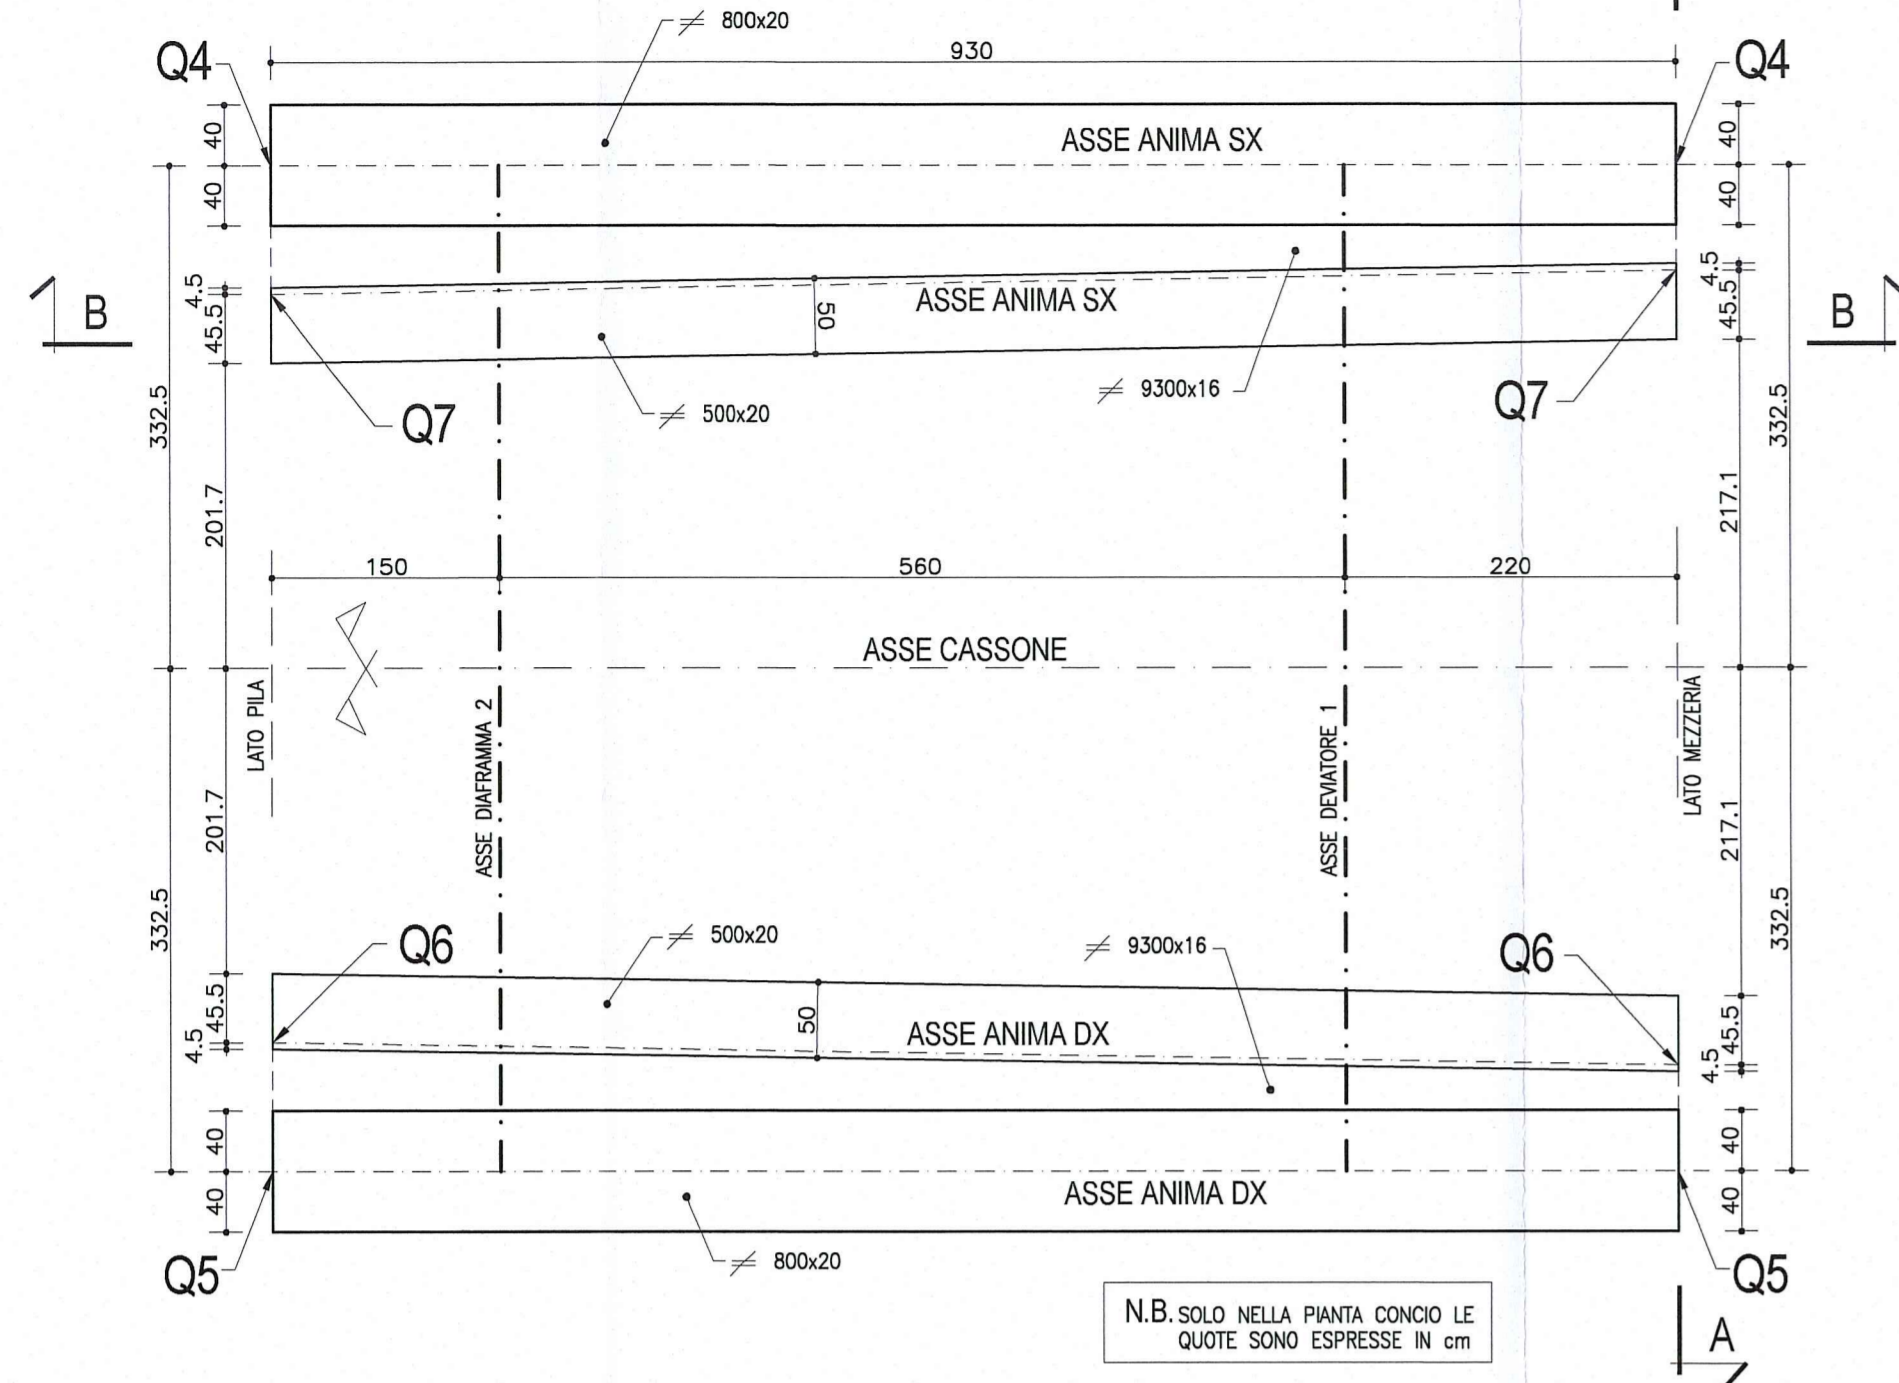 800x20
930
Q4
Q4
40
40
ASSE ANIMA SX
40
40
4.5
45.5
B
ASSE ANIMA SX
50
4.5
45.5
B
9300x16
500x20
Q7
Q7
332.5
332.5
201.7
217.1
150
560
220
ASSE CASSONE
LATO PILA
ASSE DIAFRAMMA 2
ASSE DEVIATORE 1
LATO MEZZERIA
201.7
217.1
332.5
332.5
Q6
500x20
9300x16
Q6
45.5
4.5
50
ASSE ANIMA DX
45.5
4.5
40
40
ASSE ANIMA DX
40
40
Q5
800x20
Q5
N.B. SOLO NELLA PIANTA CONCIO LE
QUOTE SONO ESPRESSE IN cm
A